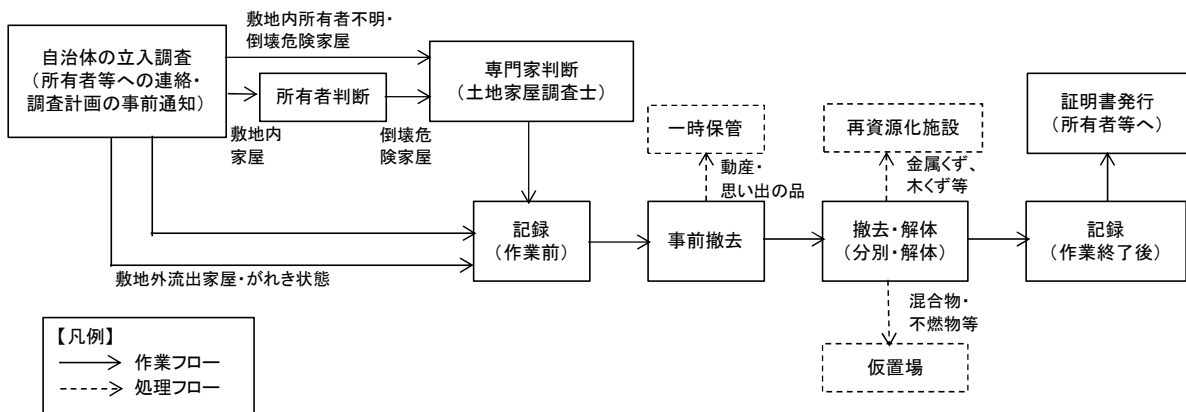 敷地内所有者不明・
倒壊危険家屋
自治体の立入調査
（所有者等への連絡・
調査計画の事前通知）
所有者判断
敷地内
家屋
倒壊危
険家屋
専門家判断
（土地家屋調査士）
一時保管
動産・
思い出の品
再資源化施設
金属くず、
木くず等
証明書発行
（所有者等へ）
記録
（作業前）
事前撤去
撤去・解体
（分別・解体）
記録
（作業終了後）
敷地外流出家屋・がれき状態
混合物・
不燃物等
仮置場
【凡例】
作業フロー
処理フロー